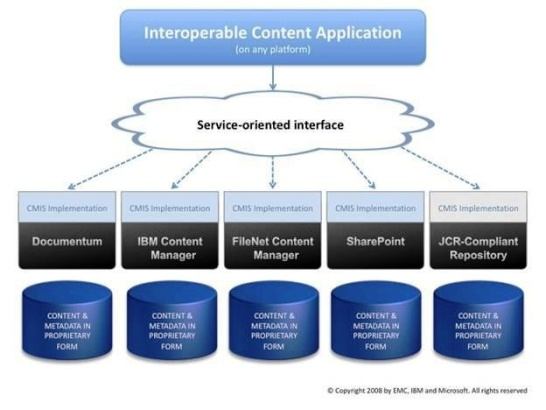 Interoperable Content Application
(on any platform)
Service-oriented interface
CMIS Implementation
CMIS Implementation
CMIS Implementation
CMIS Implementation
CMIS Implementation
Documentum
IBM Content
Manager
FileNet Content
Manager
SharePoint
JCR-Compliant
Repository
CONTENT &
METADATA IN
PROPRIETARY
FORM
CONTENT &
METADATA IN
PROPRIETARY
FORM
CONTENT &
METADATA IN
PROPRIETARY
FORM
CONTENT &
METADATA IN
PROPRIETARY
FORM
CONTENT &
METADATA IN
PROPRIETARY
FORM
© Copyright 2008 by EMC, IBM and Microsoft. All rights reserved